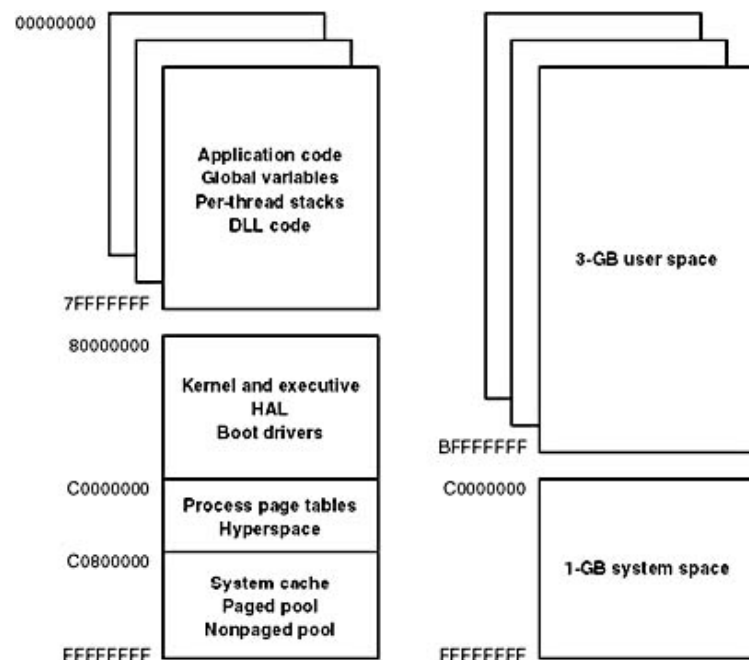 00000000
Application code
Global variables
Per-thread stacks
DLL code
7FFFFFFF
80000000
Kernel and executive
HAL
Boot drivers
C0000000
Process page tables
Hyperspace
C0800000
System cache
Paged pool
Nonpaged pool
FFFFFFFF
3-GB user space
BFFFFFFF
C0000000
1-GB system space
FFFFFFFF